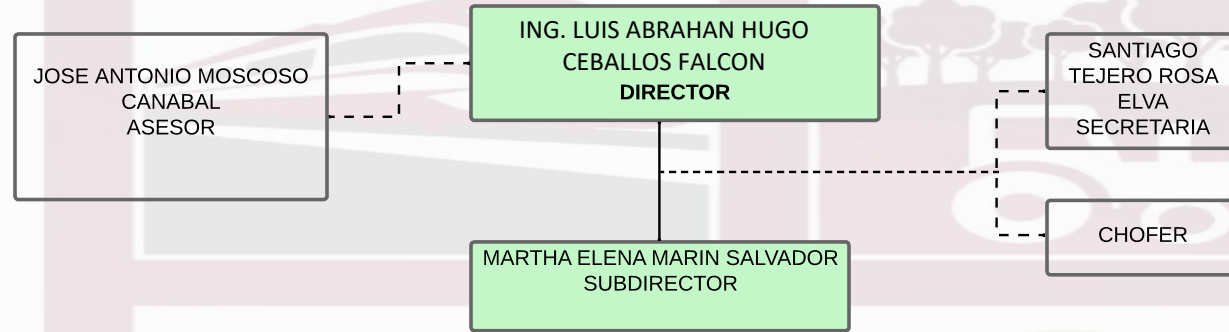 ING. LUIS ABRAHAN HUGO
CEBALLOS FALCON
DIRECTOR
JOSE ANTONIO MOSCOSO
CANABAL
ASESOR
SANTIAGO
TEJERO ROSA
ELVA
SECRETARIA
CHOFER
MARTHA ELENA MARIN SALVADOR
SUBDIRECTOR